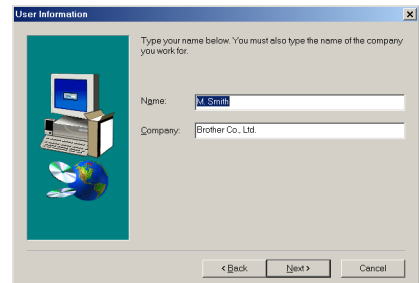 User Information
Type your name below. You must also type the name of the company
you work for.
Name: M. Smith
Company: Brother Co., Ltd.
< Back Next > Cancel